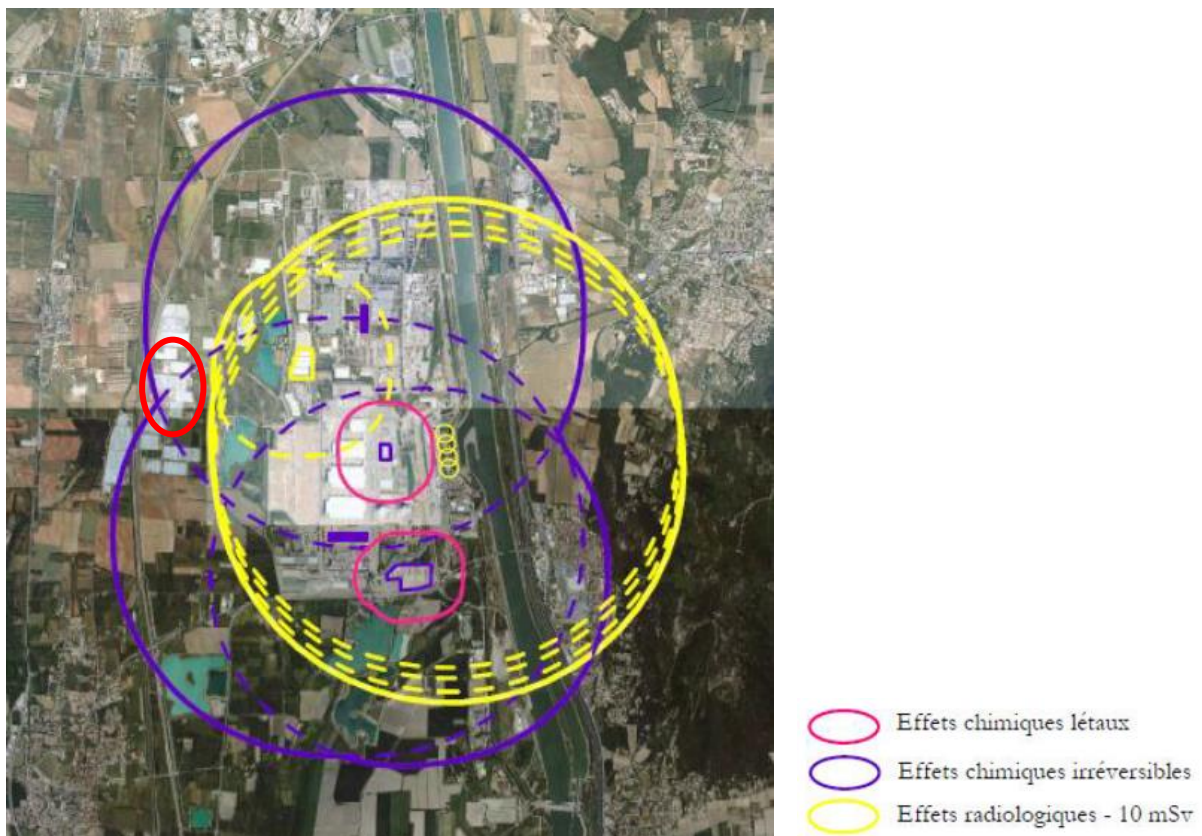 Effets chimiques létaux
Effets chimiques irréversibles
Effets radiologiques - 10 mSv